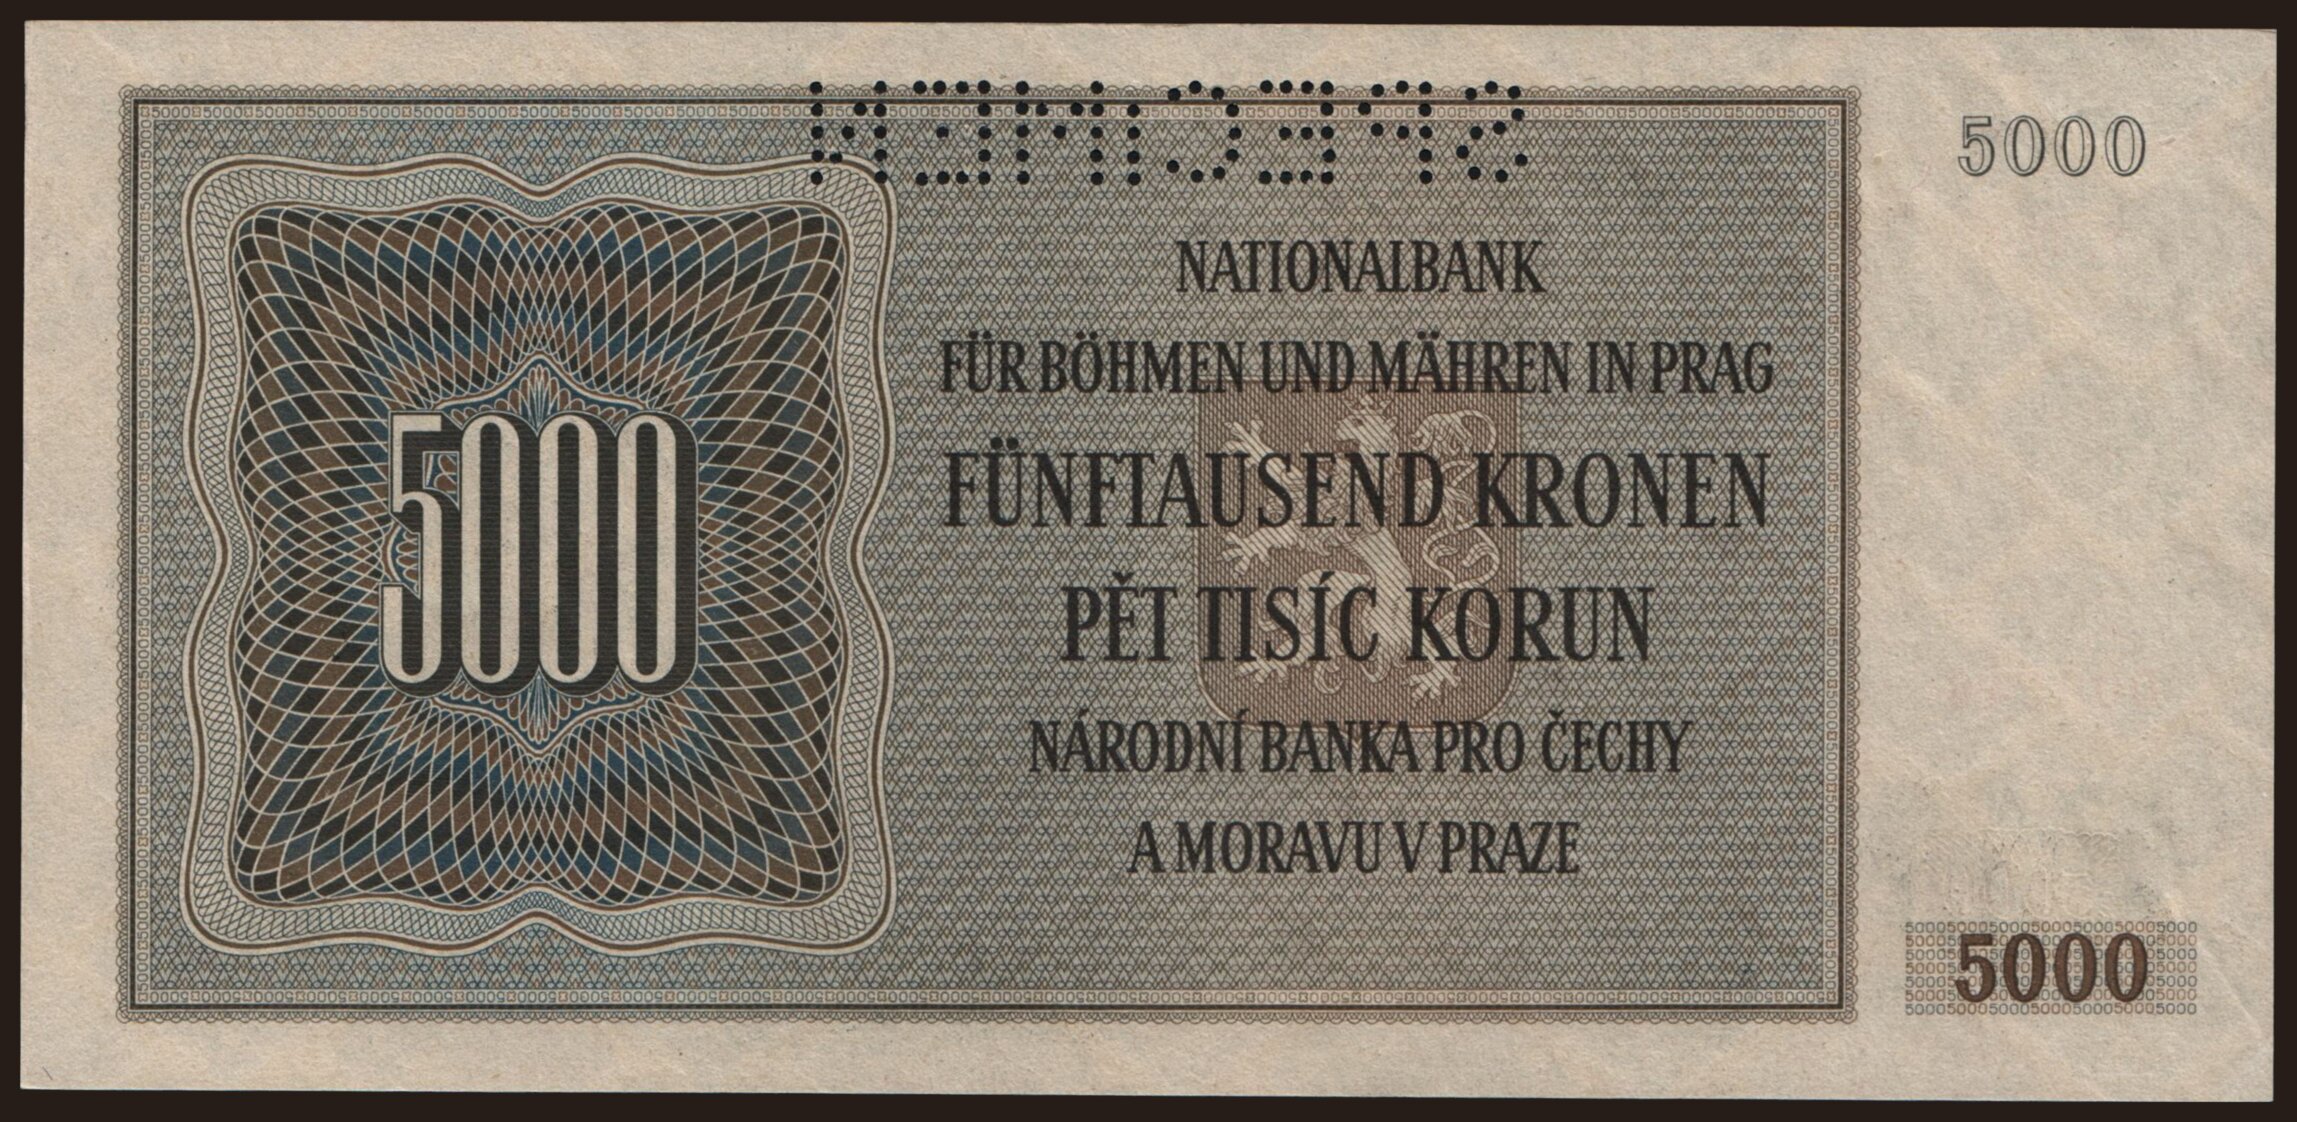 SPECIMEN
5000
NATIONALBANK
FÜR BÖHMEN UND MÄHREN IN PRAG
FÜNFTAUSEND KRONEN
5000
PĚT TISÍC KORUN
NÁRODNÍ BANKA PRO ČECHY
A MORAVU V PRAZE
5000